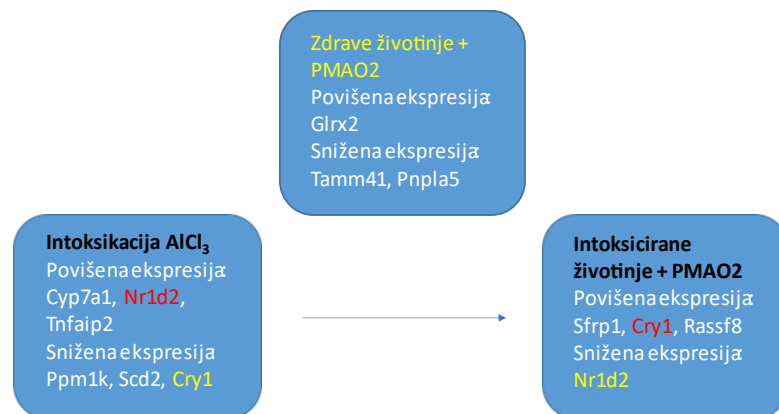 Zdrave životinje +
PMAO2
Povišena ekspresija:
Glrx2
Snižena ekspresija:
Tamm41, Pnpla5
Intoksikacija AlCl₃
Povišena ekspresija:
Cyp7a1, Nr1d2,
Tnfaip2
Snižena ekspresija:
Ppm1k, Scd2, Cry1
Intoksicirane
životinje + PMAO2
Povišena ekspresija:
Sfrp1, Cry1, Rassf8
Snižena ekspresija:
Nr1d2